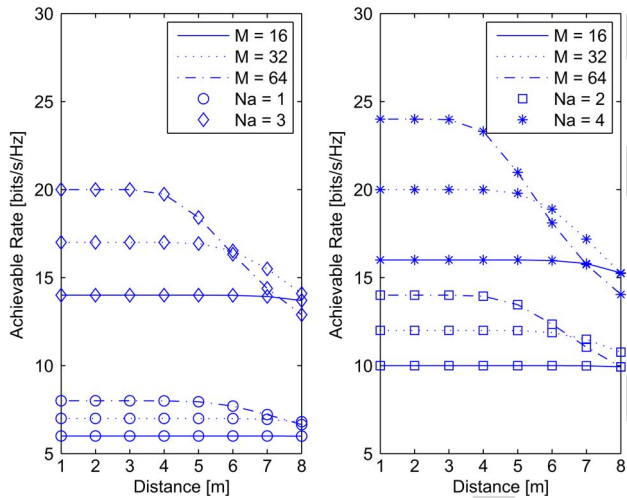 30
25
20
15
10
5
1 2 3 4 5 6 7 8
Distance [m]
Achievable Rate [bits/s/Hz]
M = 16
M = 32
M = 64
Na = 1
Na = 3
30
25
20
15
10
5
1 2 3 4 5 6 7 8
Distance [m]
Achievable Rate [bits/s/Hz]
M = 16
M = 32
M = 64
Na = 2
Na = 4